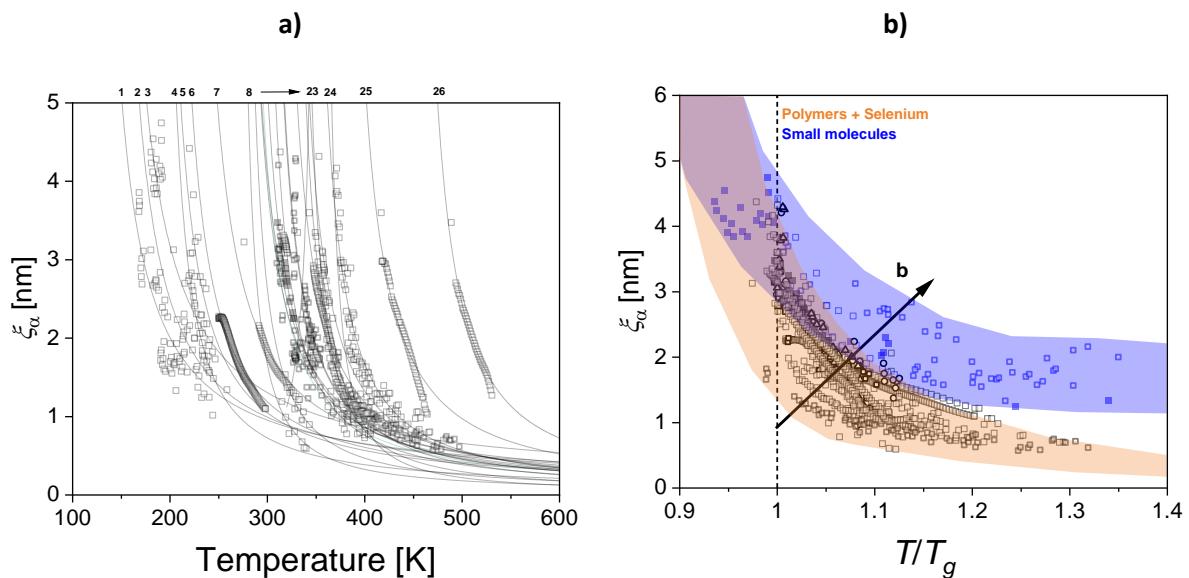 a)
1 2 3 4 5 6 7 8 23 24 25 26
5
4
3
2
1
0
ξα [nm]
100 200 300 400 500 600
Temperature [K]
b)
6
5
4
3
2
1
0
ξα [nm]
Polymers + Selenium
Small molecules
b
0.9 1 1.1 1.2 1.3 1.4
T/Tg